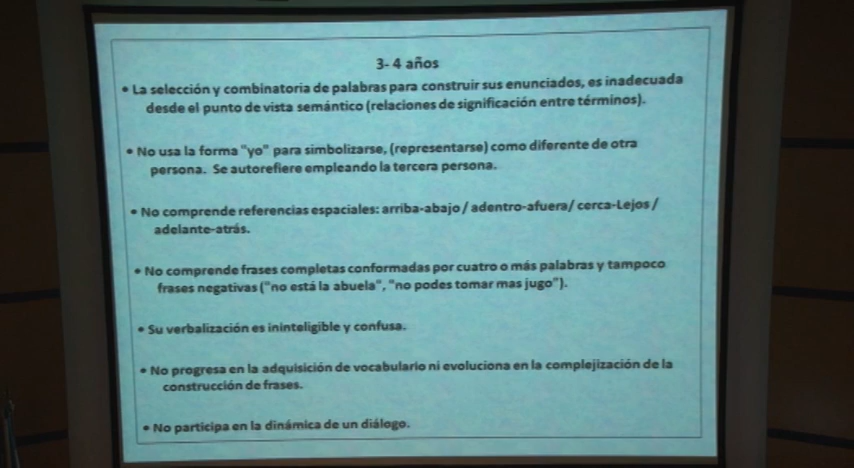 3- 4 años
• La selección y combinatoria de palabras para construir sus enunciados, es inadecuada
desde el punto de vista semántico (relaciones de significación entre términos).
• No usa la forma "yo" para simbolizarse, (representarse) como diferente de otra
persona. Se autorefiere empleando la tercera persona.
• No comprende referencias espaciales: arriba-abajo / adentro-afuera/ cerca-Lejos /
adelante-atrás.
• No comprende frases completas conformadas por cuatro o más palabras y tampoco
frases negativas ("no está la abuela", "no podes tomar mas jugo").
• Su verbalización es ininteligible y confusa.
• No progresa en la adquisición de vocabulario ni evoluciona en la complejización de la
construcción de frases.
• No participa en la dinámica de un diálogo.